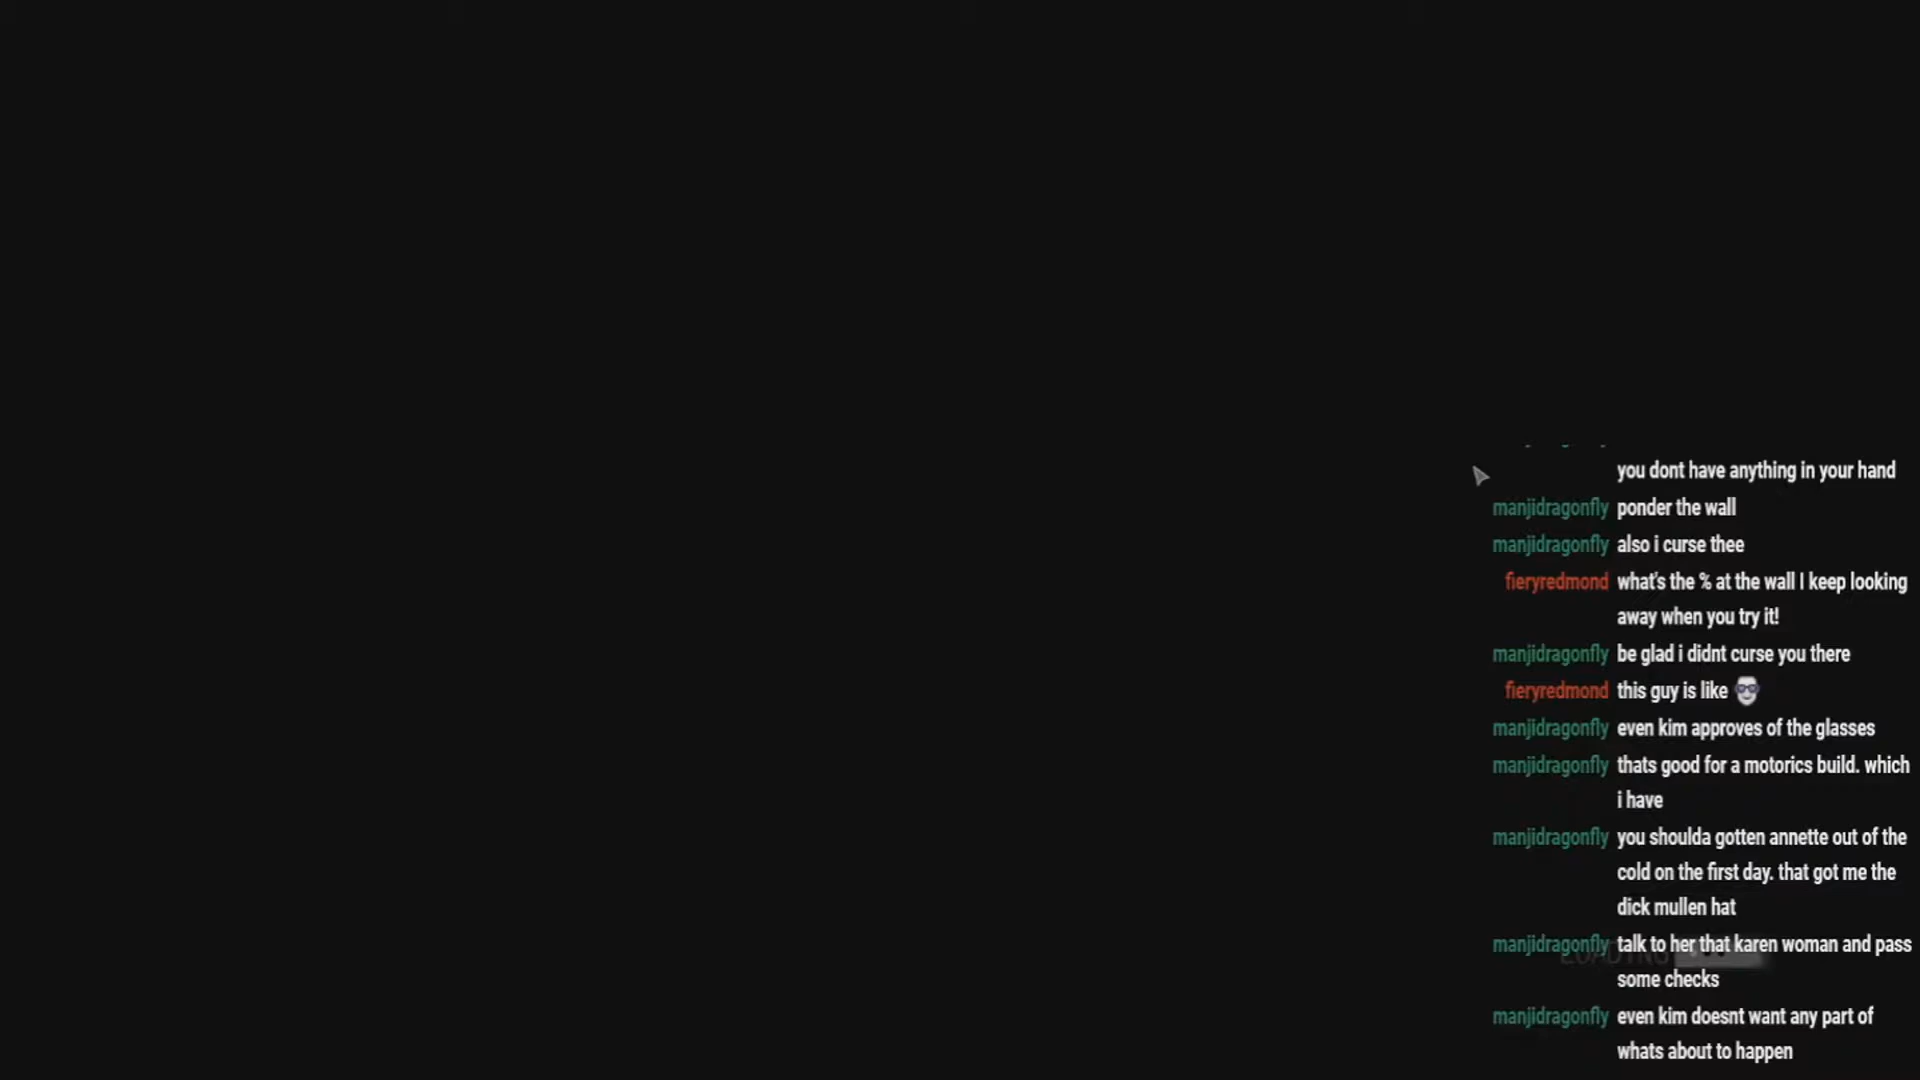 you dont have anything in your hand
manjidragonfly ponder the wall
manjidragonfly also i curse thee
fieryredmond what's the % at the wall I keep looking
away when you try it!
manjidragonfly be glad i didnt curse you there
fieryredmond this guy is like
manjidragonfly even kim approves of the glasses
manjidragonfly thats good for a motorics build. which
i have
manjidragonfly you shoulda gotten annette out of the
cold on the first day. that got me the
dick mullen hat
manjidragonfly talk to her that karen woman and pass
some checks
LOADING
manjidragonfly even kim doesnt want any part of
whats about to happen